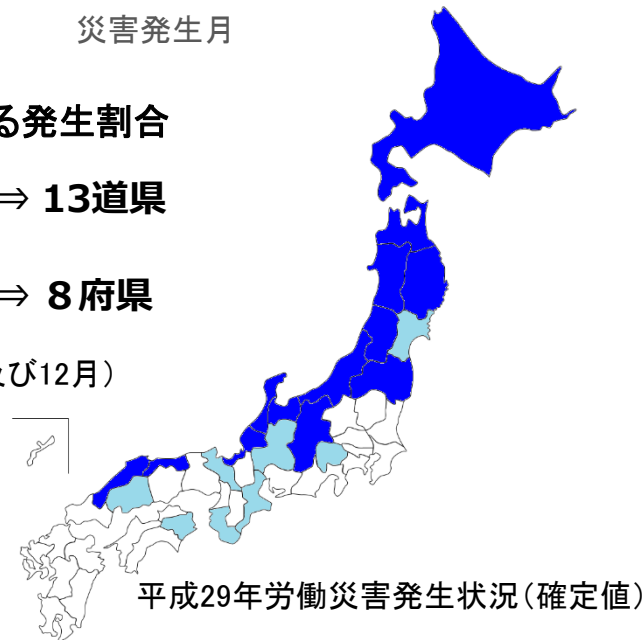 災害発生月
る発生割合
⇒ 13道県
⇒ 8府県
び12月）
平成29年労働災害発生状況（確定値）